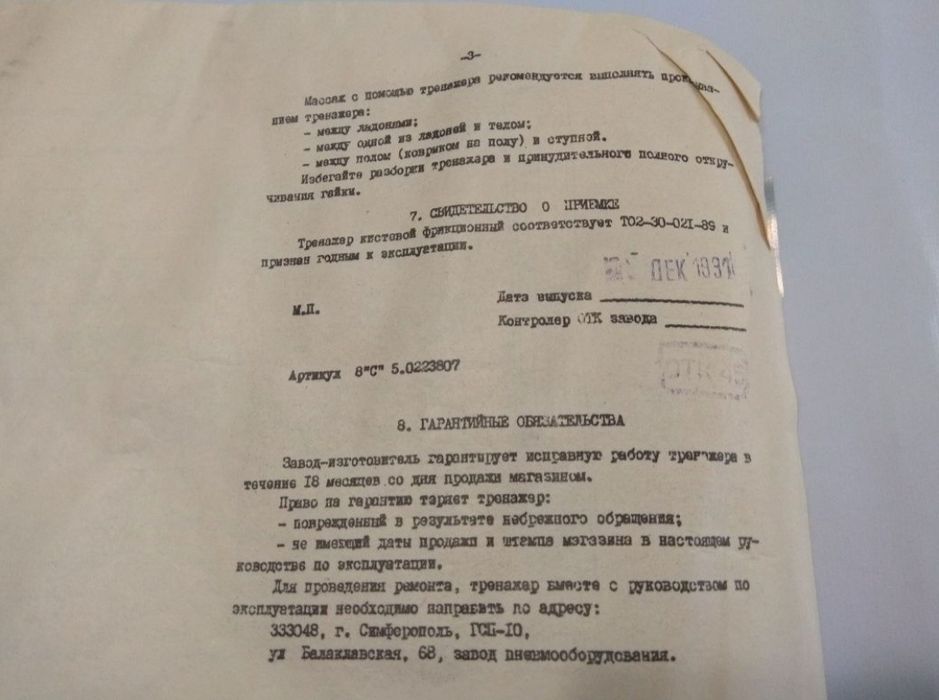 -3-
Массаж с помощью тренажера рекомендуется выполнять
нием тренажера:
- между ладонями;
- между одной из ладоней и телом;
- между полом (ковриком на полу) и ступней.
Избегайте разборки тренажера и принудительного полного откру-
чивания гайки.
7. СВИДЕТЕЛЬСТВО О ПРИЕМКЕ
Тренажер кистевой фрикционный соответствует ТО2-30-021-89 и
признан годным к эксплуатации.
ДЕК 1991
М.П.
Дата выпуска
Контролер ОТК завода
ОТК
Артикул 8"С" 5.0223807
8. ГАРАНТИЙНЫЕ ОБЯЗАТЕЛЬСТВА
Завод-изготовитель гарантирует исправную работу тренажера в
течение 18 месяцев со дня продажи магазином.
Право на гарантию таряет тренажер:
- поврежденный в результате небрежного обращения;
- не имеющий даты продажи и штампа магазина в настоящем ру-
ководстве по эксплуатации.
Для проведения ремонта, тренажер вместе с руководством по
эксплуатации необходимо направить по адресу:
333048, г. Симферополь, ГСП-10,
ул Балаклавская, 68, завод пневмооборудования.